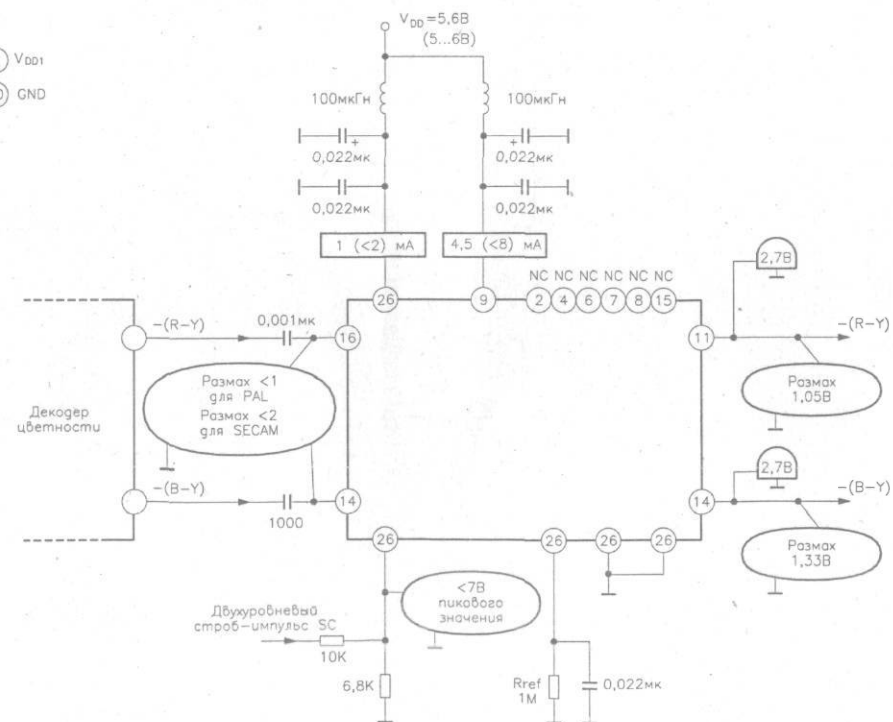 V_DD=5,6В
(5...6В)
V_DD1
GND
100мкГн
100мкГн
0,022мк
0,022мк
0,022мк
0,022мк
1 (<2) мА
4,5 (<8) мА
NC NC NC NC NC NC
26
9
2
4
6
7
8
15
2,7В
-(R-Y)
0,001мк
16
11
-(R-Y)
Размах <1
для PAL
Размах <2
для SECAM
Размах
1,05В
Декодер
цветности
2,7В
-(B-Y)
1000
14
14
-(B-Y)
26
26
26
26
Размах
1,33В
<7В
пикового
значения
Двухуровневый
строб-импульс SC
10К
6,8К
Rref
1М
0,022мк